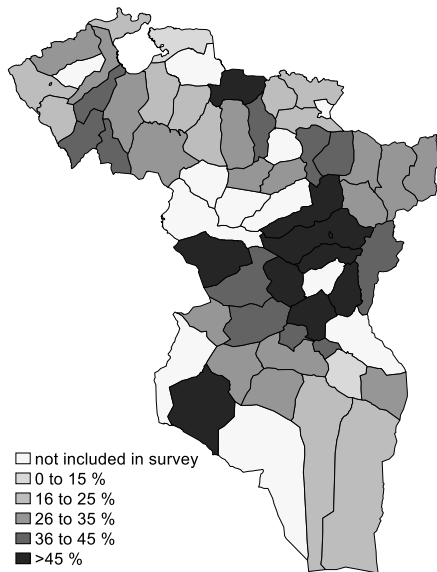 not included in survey
0 to 15 %
16 to 25 %
26 to 35 %
36 to 45 %
>45 %